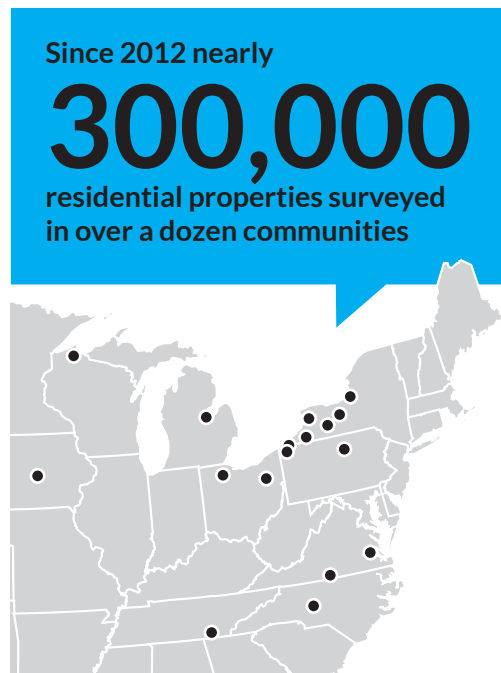 Since 2012 nearly
300,000
residential properties surveyed
in over a dozen communities